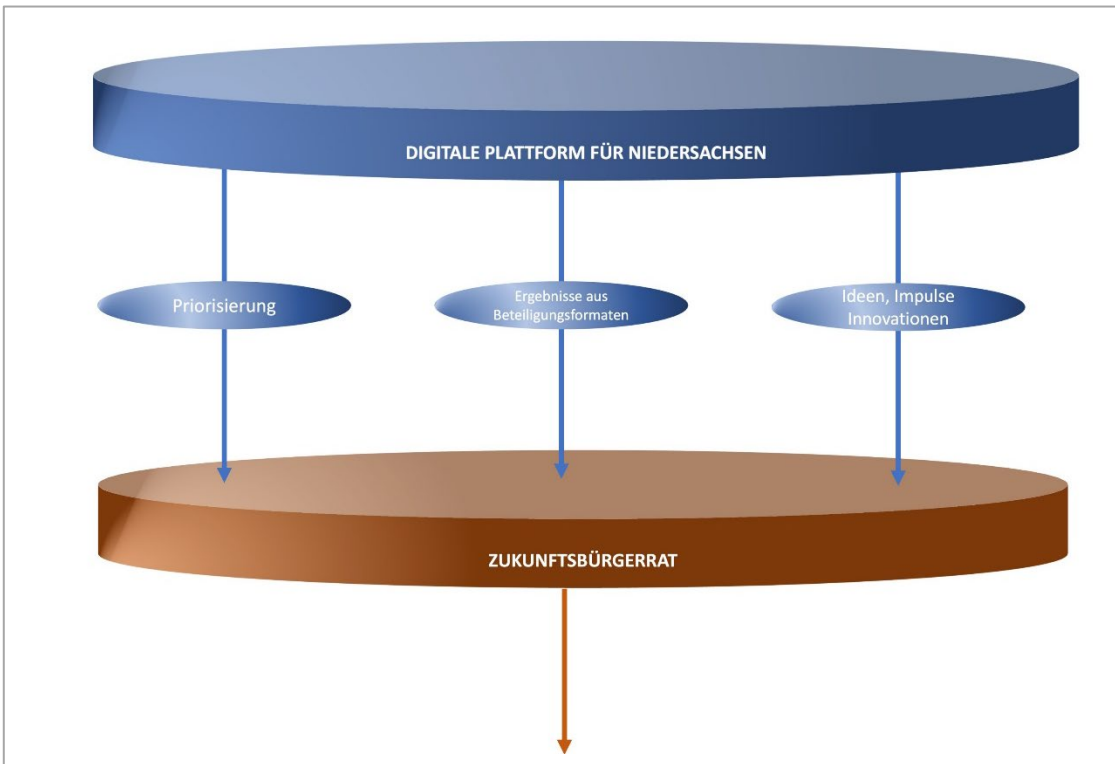 DIGITALE PLATTFORM FÜR NIEDERSACHSEN
Priorisierung
Ergebnisse aus
Beteiligungsformaten
Ideen, Impulse
Innovationen
ZUKUNFTSBÜRGERRAT